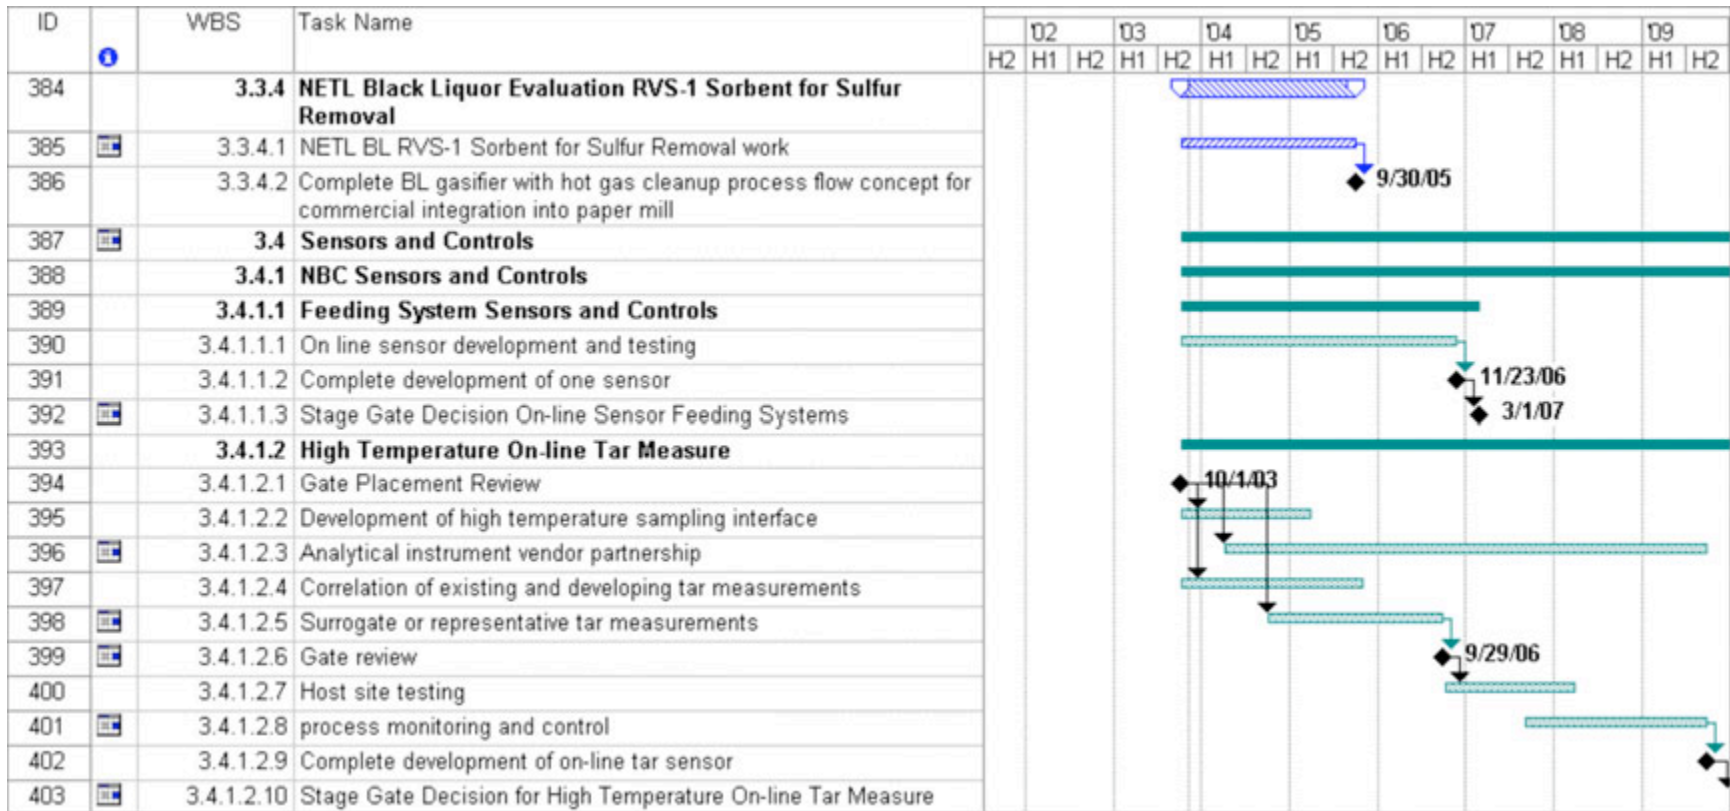 ID WBS Task Name '02 '03 '04 '05 '06 '07 '08 '09
H2 H1 H2 H1 H2 H1 H2 H1 H2 H1 H2 H1 H2 H1 H2 H1 H2
384 3.3.4 NETL Black Liquor Evaluation RVS-1 Sorbent for Sulfur
Removal
385 3.3.4.1 NETL BL RVS-1 Sorbent for Sulfur Removal work
386 3.3.4.2 Complete BL gasifier with hot gas cleanup process flow concept for 9/30/05
commercial integration into paper mill
387 3.4 Sensors and Controls
388 3.4.1 NBC Sensors and Controls
389 3.4.1.1 Feeding System Sensors and Controls
390 3.4.1.1.1 On line sensor development and testing
391 3.4.1.1.2 Complete development of one sensor 11/23/06
392 3.4.1.1.3 Stage Gate Decision On-line Sensor Feeding Systems 3/1/07
393 3.4.1.2 High Temperature On-line Tar Measure
394 3.4.1.2.1 Gate Placement Review 10/1/03
395 3.4.1.2.2 Development of high temperature sampling interface
396 3.4.1.2.3 Analytical instrument vendor partnership
397 3.4.1.2.4 Correlation of existing and developing tar measurements
398 3.4.1.2.5 Surrogate or representative tar measurements
399 3.4.1.2.6 Gate review 9/29/06
400 3.4.1.2.7 Host site testing
401 3.4.1.2.8 process monitoring and control
402 3.4.1.2.9 Complete development of on-line tar sensor
403 3.4.1.2.10 Stage Gate Decision for High Temperature On-line Tar Measure